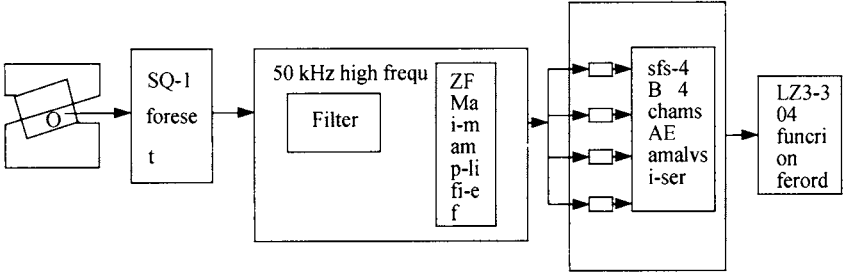 O
SQ-1
forese
t
50 kHz high frequ
Filter
ZF
Ma
i-m
am
p-li
fi-e
f
sfs-4
B 4
chams
AE
amalvs
i-ser
LZ3-3
04
funcri
on
ferord